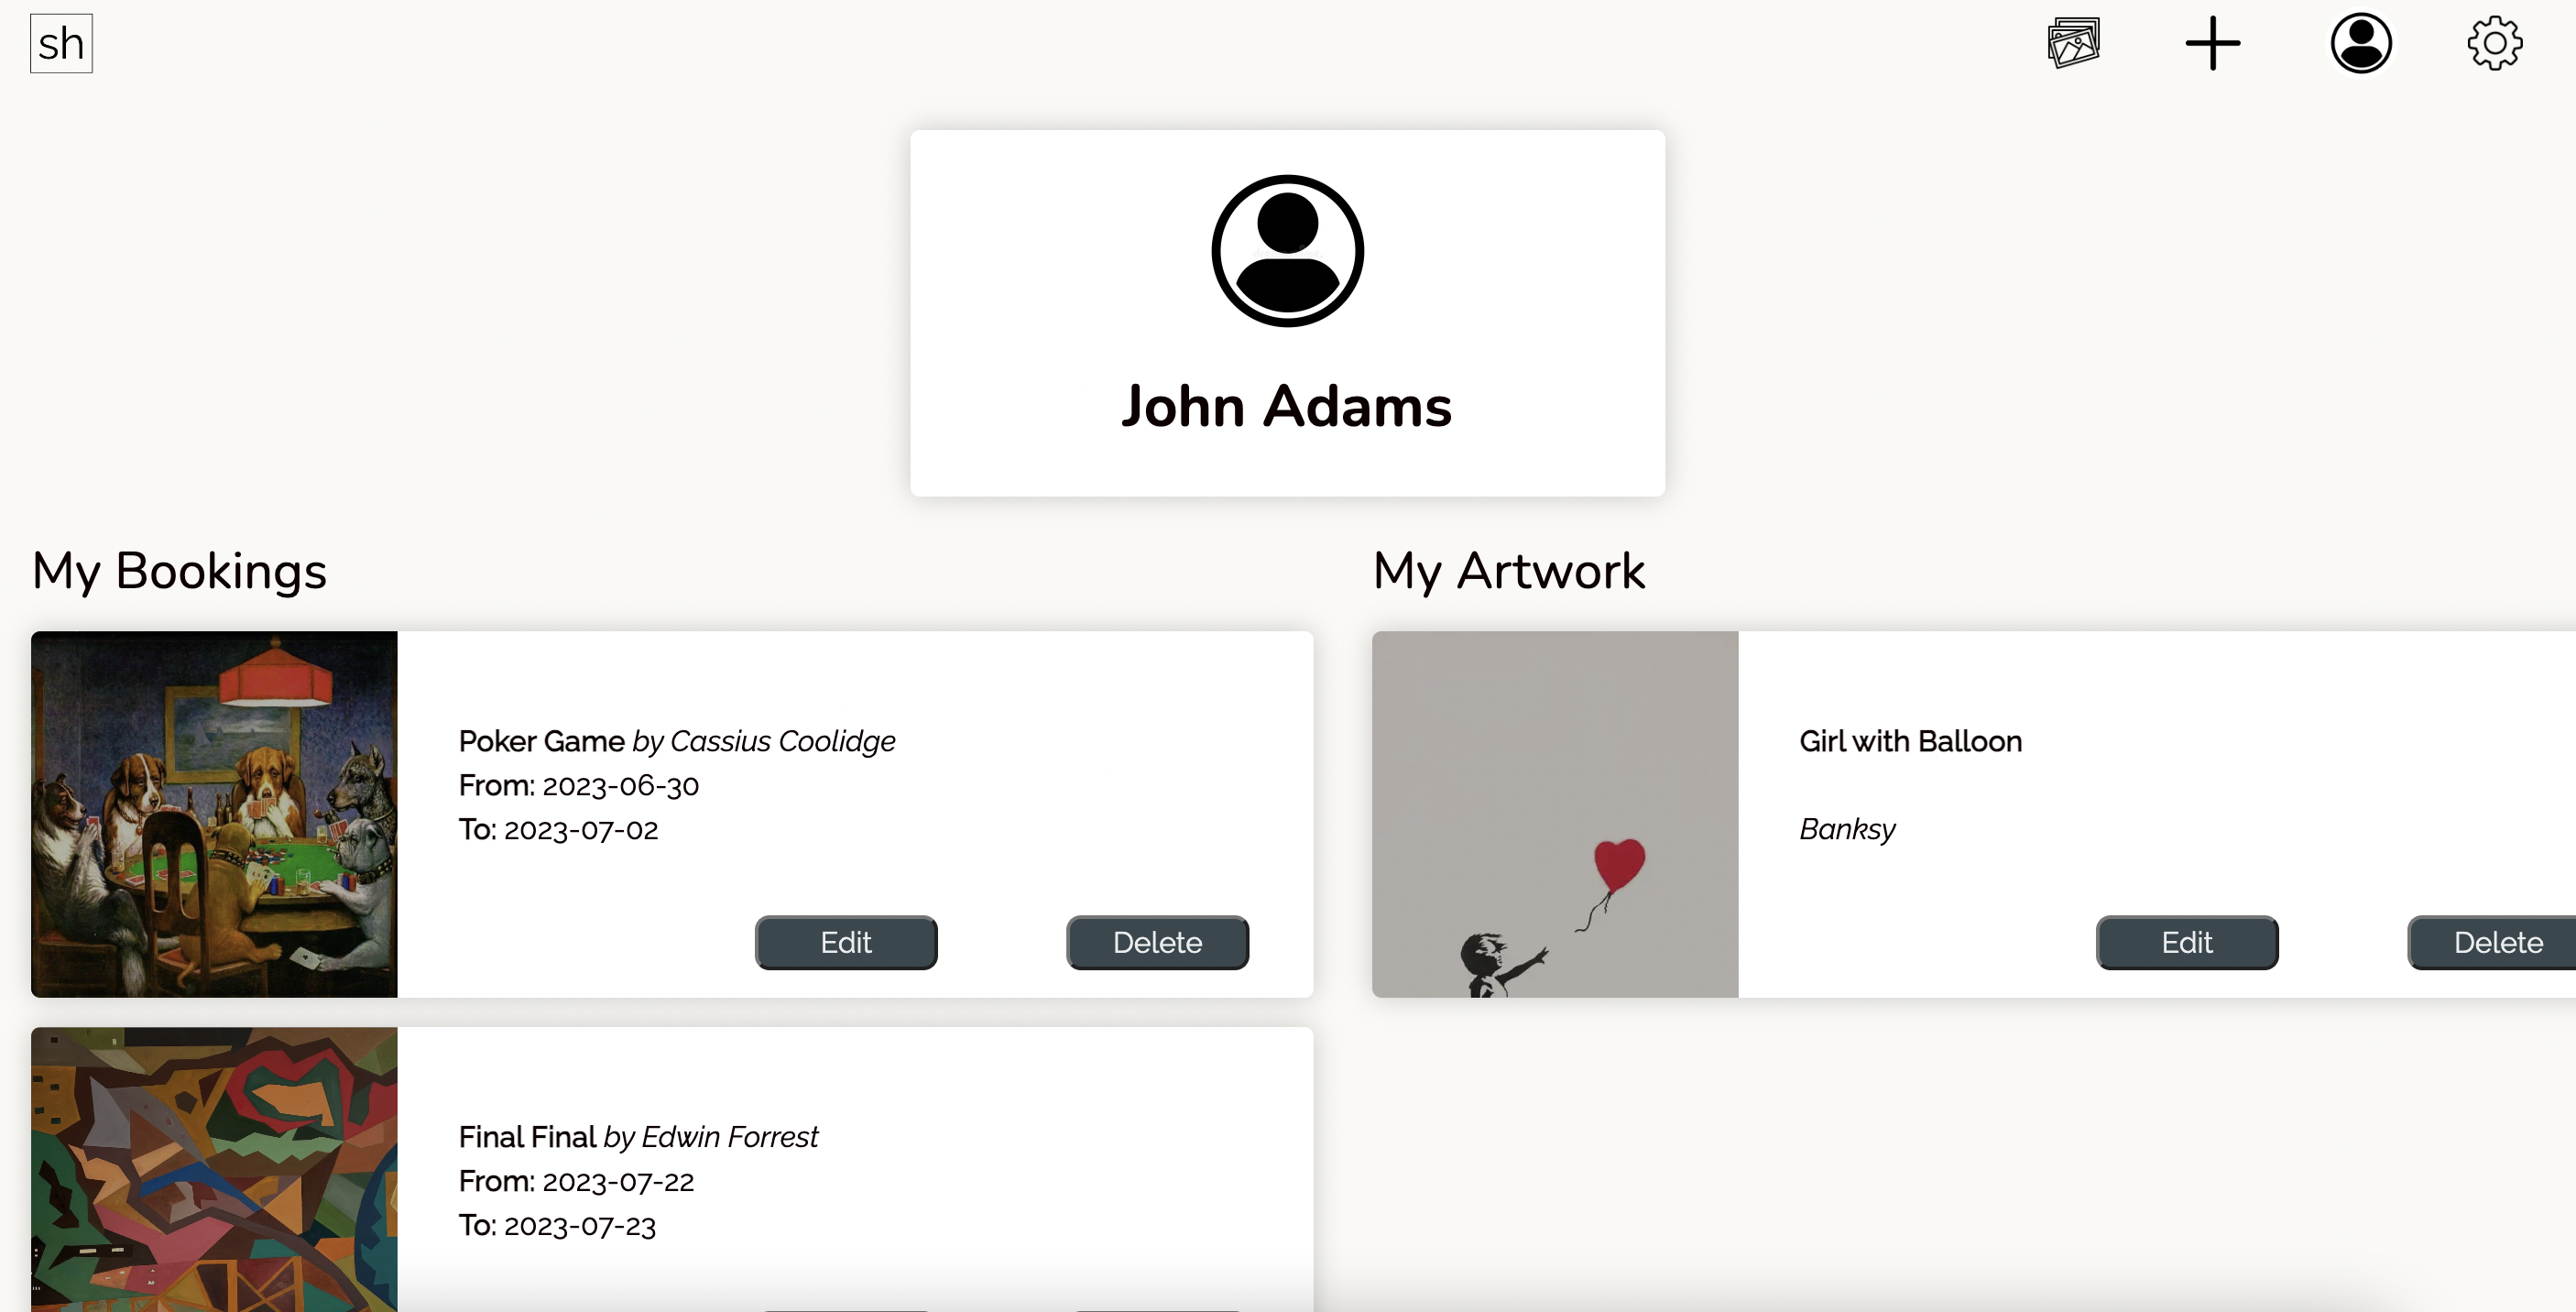 sh
John Adams
My Bookings
My Artwork
Poker Game by Cassius Coolidge
From: 2023-06-30
To: 2023-07-02
Edit
Delete
Girl with Balloon
Banksy
Edit
Delete
Final Final by Edwin Forrest
From: 2023-07-22
To: 2023-07-23